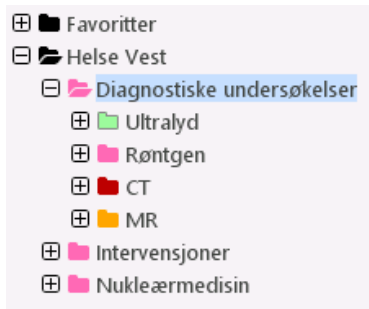 Favoritter
Helse Vest
Diagnostiske undersøkelser
Ultralyd
Røntgen
CT
MR
Intervensjoner
Nukleærmedisin